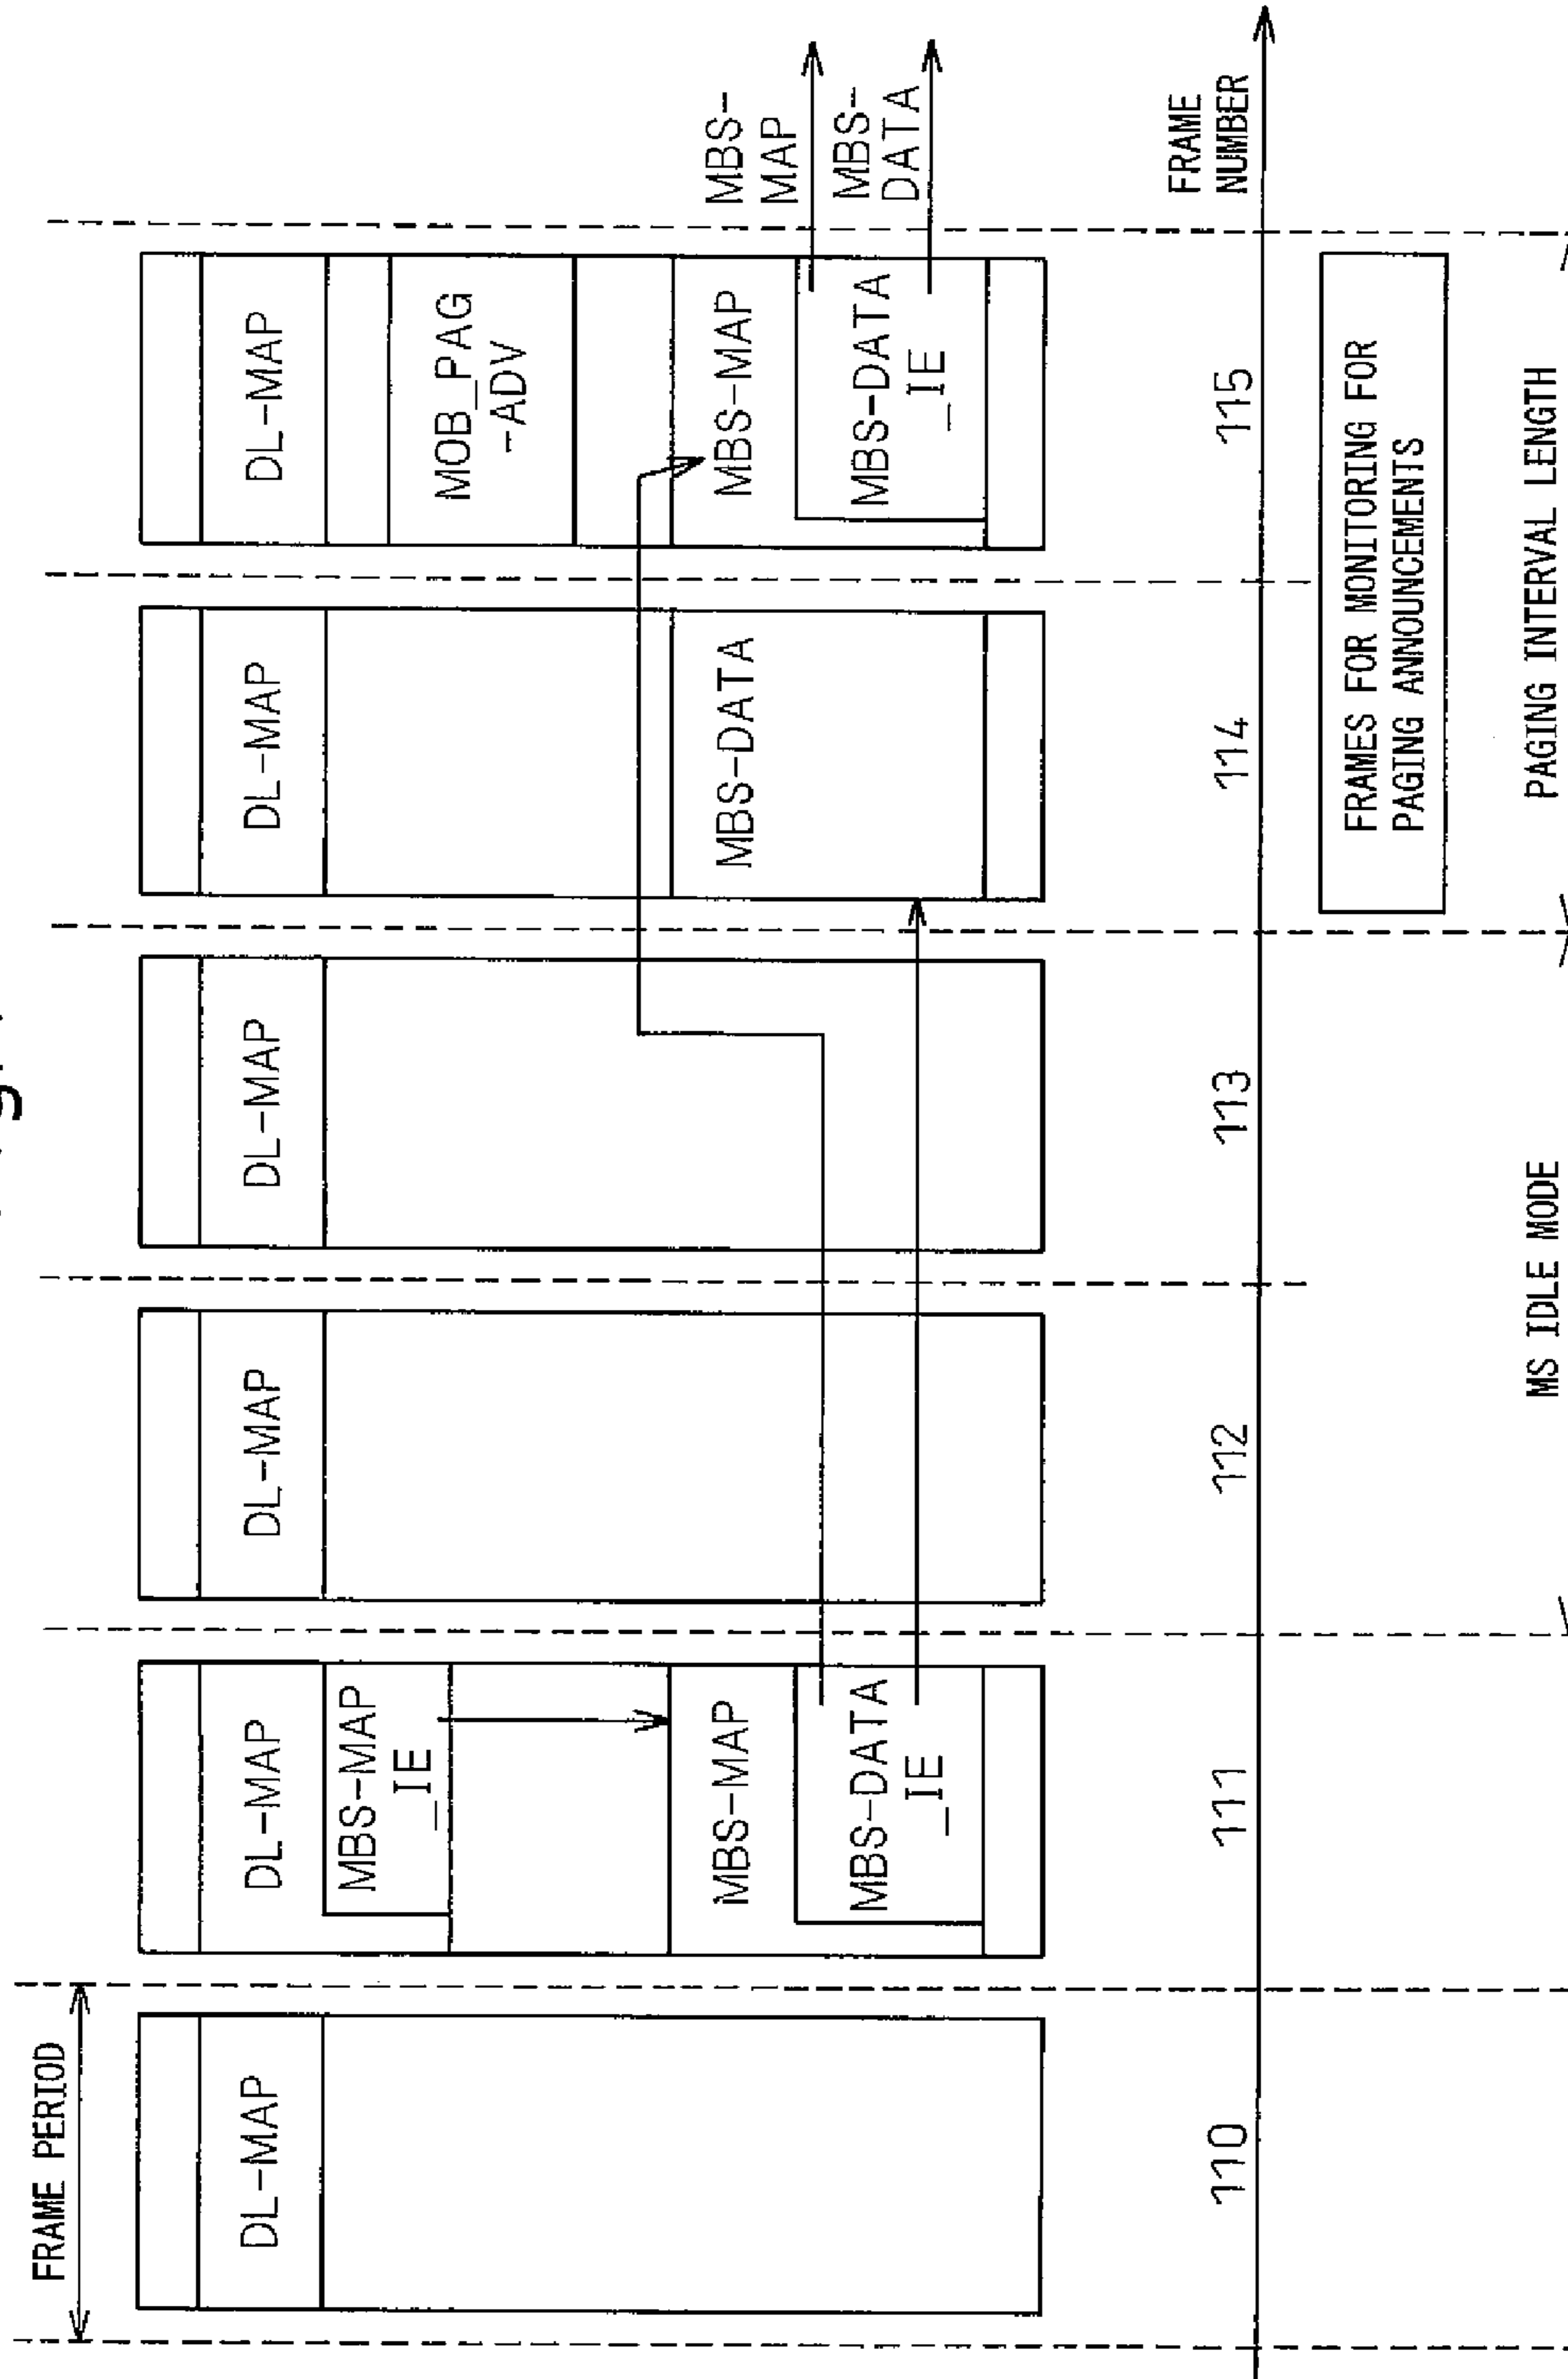 FRAME PERIOD
DL-MAP
DL-MAP
MBS-MAP
_IE
MBS-MAP
MBS-DATA
_IE
DL-MAP
DL-MAP
DL-MAP
MBS-DATA
DL-MAP
MOB_PAG
-ADV
MBS-MAP
MBS-DATA
_IE
MBS-
MAP
MBS-
DATA
110
111
112
113
114
115
FRAME
NUMBER
FRAMES FOR MONITORING FOR
PAGING ANNOUNCEMENTS
MS IDLE MODE
PAGING INTERVAL LENGTH